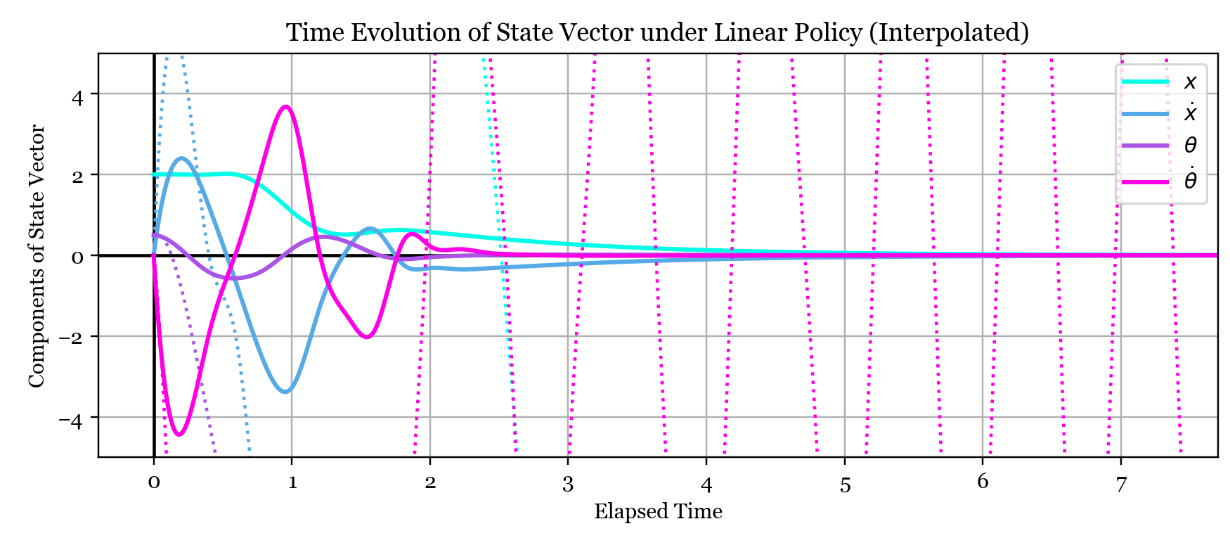 Time Evolution of State Vector under Linear Policy (Interpolated)
Components of State Vector
4
2
0
−2
−4
x
ẋ
θ
θ̇
0 1 2 3 4 5 6 7
Elapsed Time